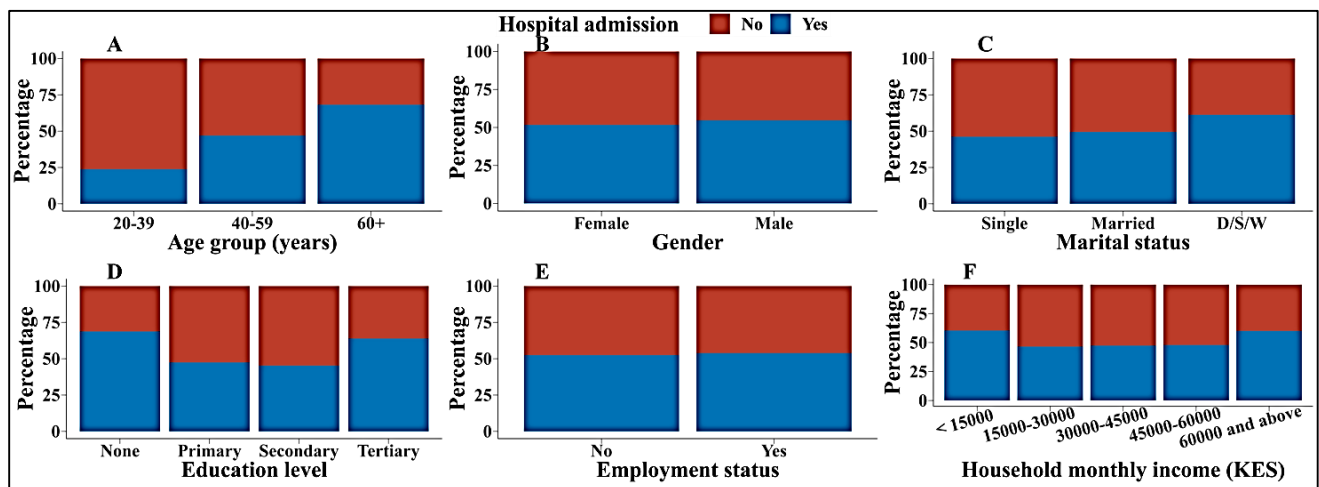 Hospital admission No Yes
A
Percentage
100
75
50
25
0
20-39 40-59 60+
Age group (years)
B
Percentage
100
75
50
25
0
Female Male
Gender
C
Percentage
100
75
50
25
0
Single Married D/S/W
Marital status
D
Percentage
100
75
50
25
0
None Primary Secondary Tertiary
Education level
E
Percentage
100
75
50
25
0
No Yes
Employment status
F
Percentage
100
75
50
25
0
< 15000 15000-30000 30000-45000 45000-60000 60000 and above
Household monthly income (KES)